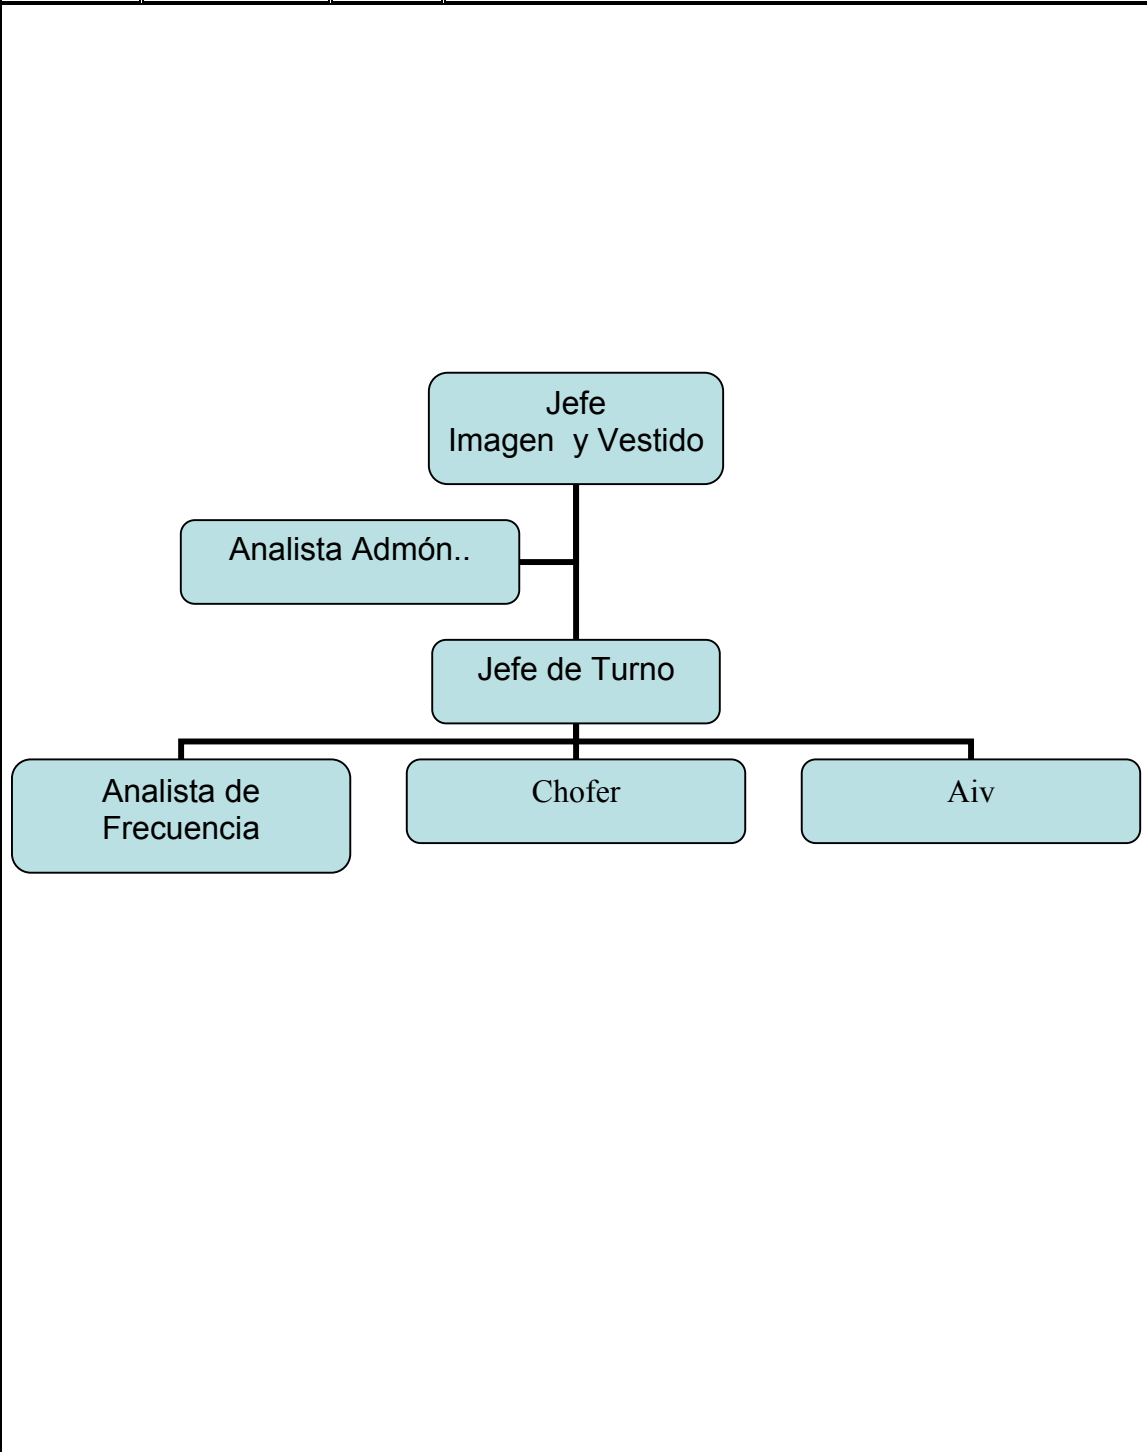 Jefe
Imagen  y Vestido
Analista Admón..
Jefe de Turno
Analista de
Frecuencia
Chofer
Aiv